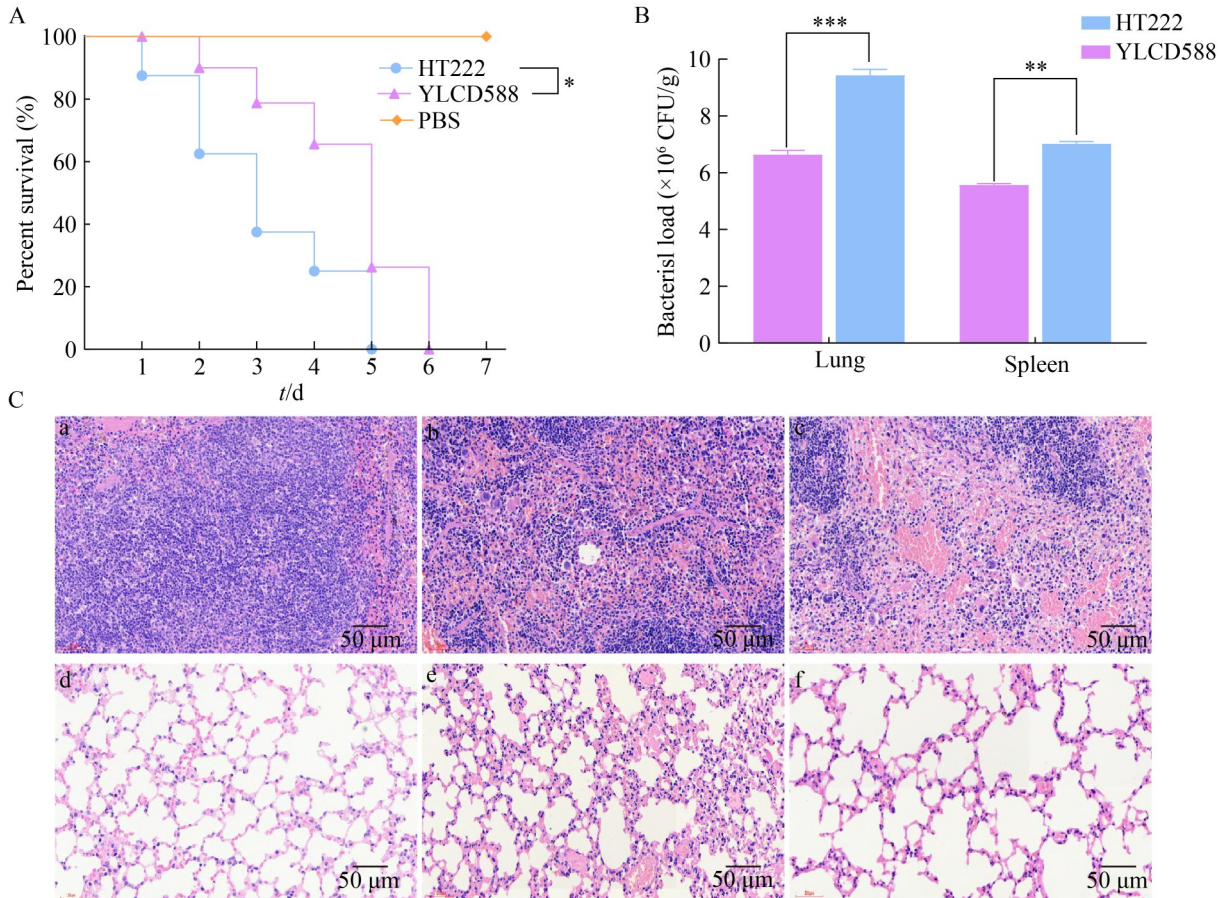 A
Percent survival (%)
100
80
60
40
20
0
1 2 3 4 5 6 7
t/d
HT222
YLCD588
PBS
*
B
Bacterisl load (×10⁶ CFU/g)
10
8
6
4
2
0
***
**
Lung Spleen
HT222
YLCD588
C
a
50 μm
b
50 μm
c
50 μm
d
50 μm
e
50 μm
f
50 μm